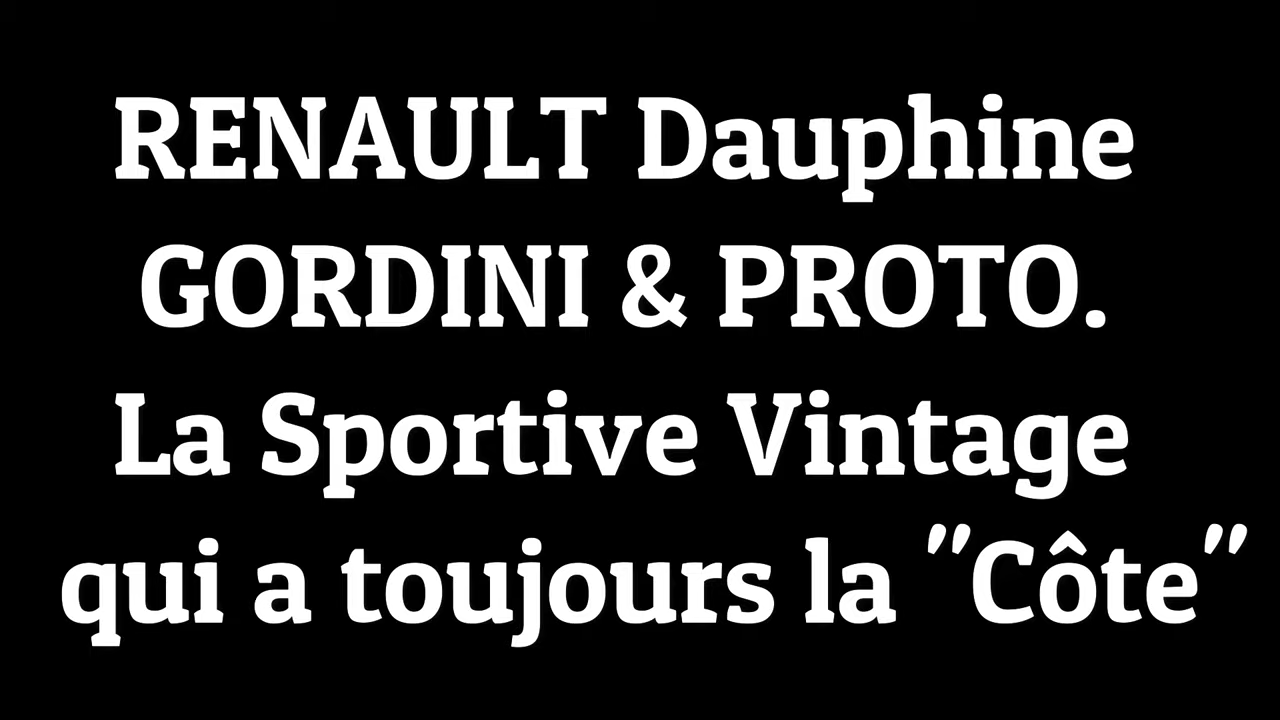 RENAULT Dauphine
GORDINI & PROTO.
La Sportive Vintage
qui a toujours la "Côte"